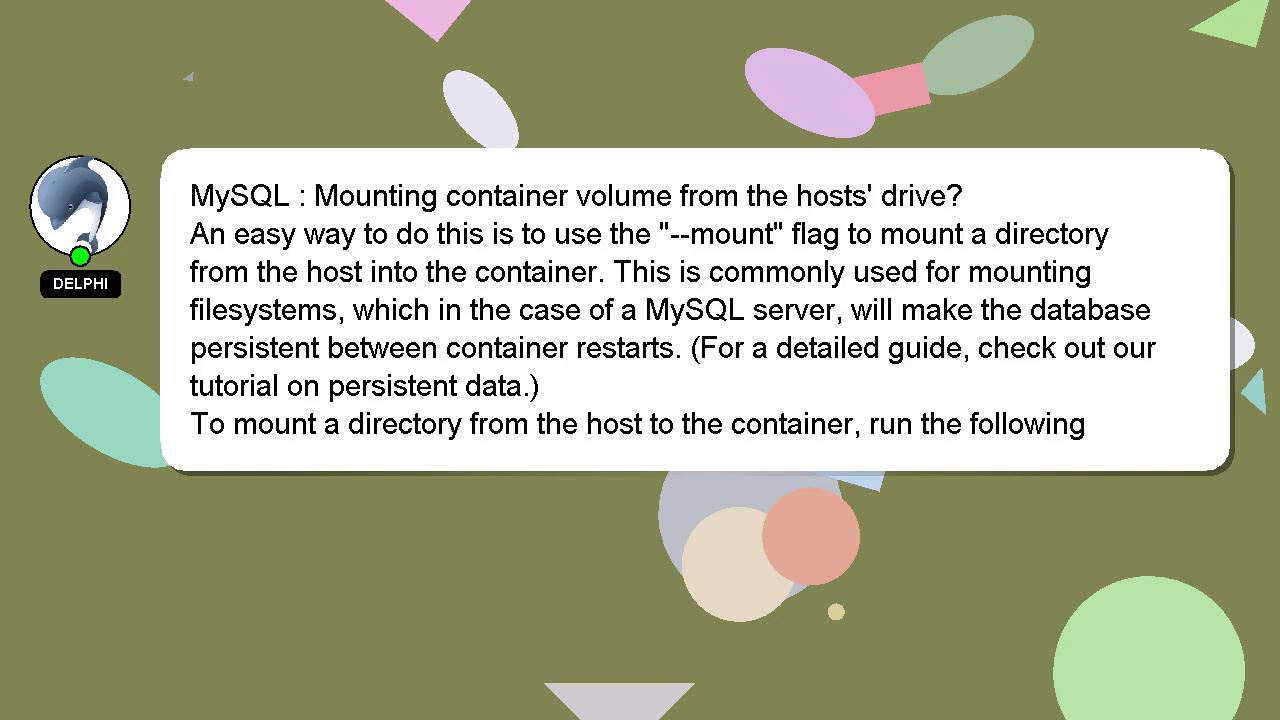 MySQL : Mounting container volume from the hosts' drive?
An easy way to do this is to use the "--mount" flag to mount a directory
from the host into the container. This is commonly used for mounting
filesystems, which in the case of a MySQL server, will make the database
persistent between container restarts. (For a detailed guide, check out our
tutorial on persistent data.)
To mount a directory from the host to the container, run the following
DELPHI